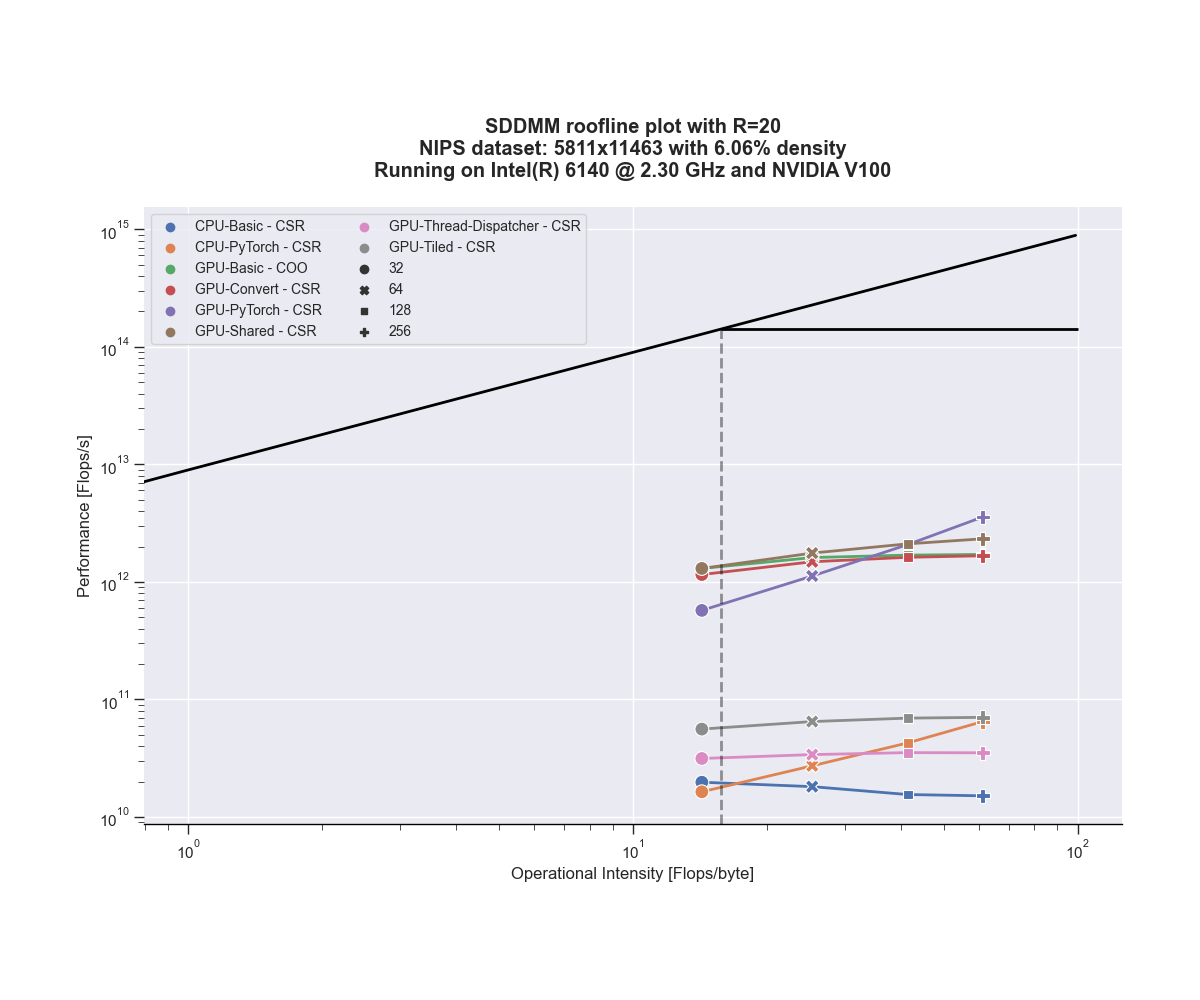 SDDMM roofline plot with R=20
NIPS dataset: 5811x11463 with 6.06% density
Running on Intel(R) 6140 @ 2.30 GHz and NVIDIA V100
CPU-Basic - CSR
CPU-PyTorch - CSR
GPU-Basic - COO
GPU-Convert - CSR
GPU-PyTorch - CSR
GPU-Shared - CSR
GPU-Thread-Dispatcher - CSR
GPU-Tiled - CSR
32
64
128
256
Performance [Flops/s]
10^15
10^14
10^13
10^12
10^11
10^10
10^0
10^1
10^2
Operational Intensity [Flops/byte]